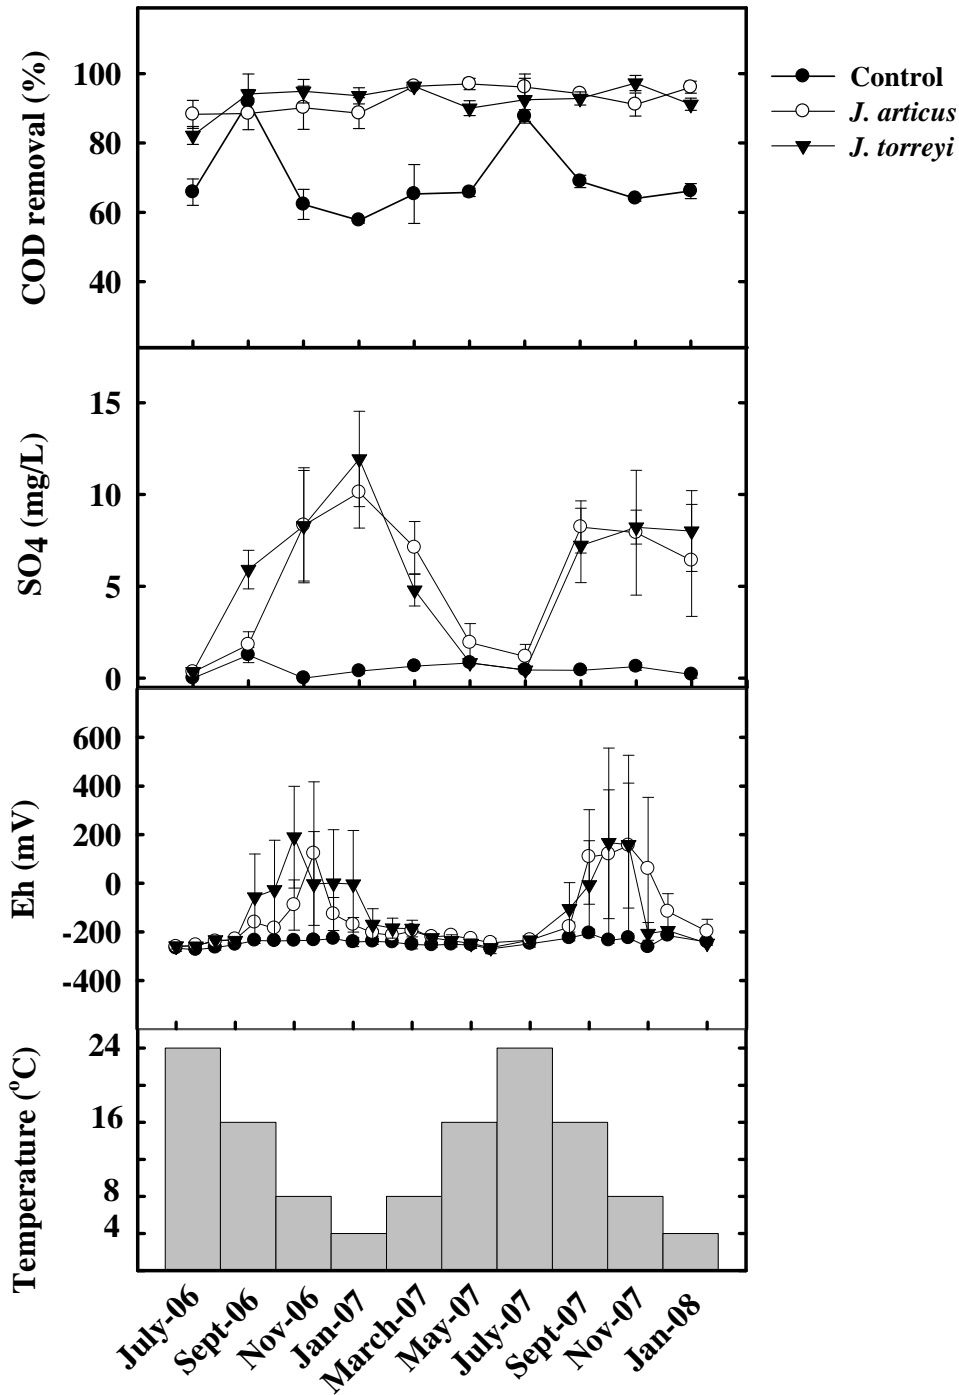 COD removal (%)
100
80
60
40
Control
J. articus
J. torreyi
SO4 (mg/L)
15
10
5
0
Eh (mV)
600
400
200
0
-200
-400
Temperature (°C)
24
16
8
4
July-06
Sept-06
Nov-06
Jan-07
March-07
May-07
July-07
Sept-07
Nov-07
Jan-08